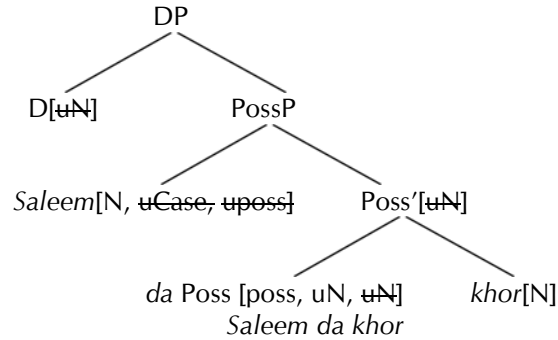 DP
D[uN] PossP
Saleem[N, uCase, uposs] Poss’[uN]
da Poss [poss, uN, uN] khor[N]
Saleem da khor